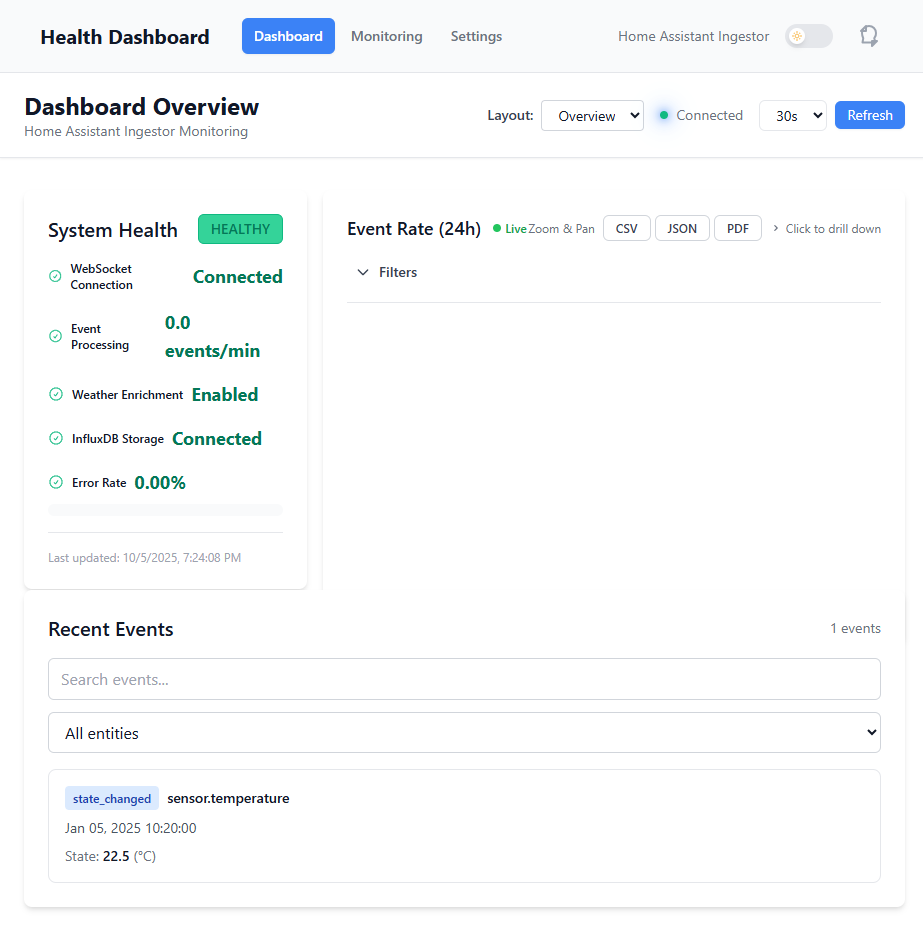 Health Dashboard
Dashboard
Monitoring
Settings
Home Assistant Ingestor
Dashboard Overview
Home Assistant Ingestor Monitoring
Layout:
Overview
Connected
30s
Refresh
System Health
HEALTHY
WebSocket
Connection
Connected
Event
Processing
0.0
events/min
Weather Enrichment
Enabled
InfluxDB Storage
Connected
Error Rate
0.00%
Last updated: 10/5/2025, 7:24:08 PM
Event Rate (24h)
Live
Zoom & Pan
CSV
JSON
PDF
Click to drill down
Filters
Recent Events
1 events
Search events...
All entities
state_changed
sensor.temperature
Jan 05, 2025 10:20:00
State: 22.5 (°C)